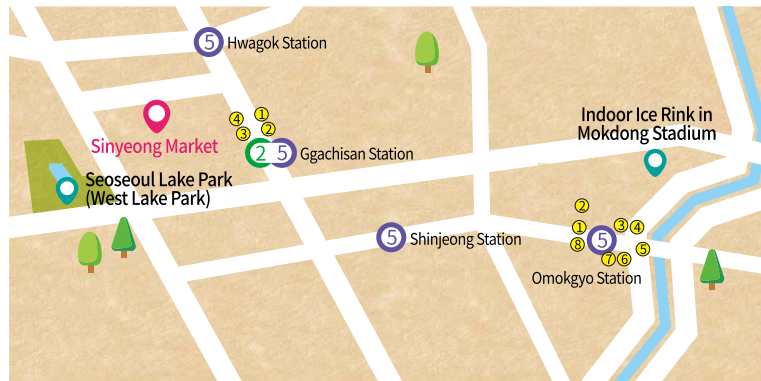 5 Hwagok Station
4 1
3 2
Sinyeong Market
2 5 Ggachisan Station
Indoor Ice Rink in
Mokdong Stadium
Seoseoul Lake Park
(West Lake Park)
5 Shinjeong Station
2
1 3 4
8 5 5
7 6
Omokgyo Station